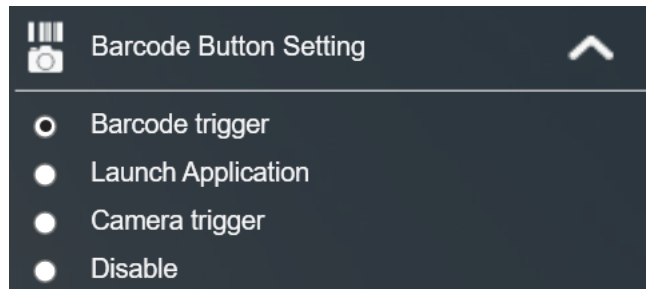 Barcode Button Setting
Barcode trigger
Launch Application
Camera trigger
Disable